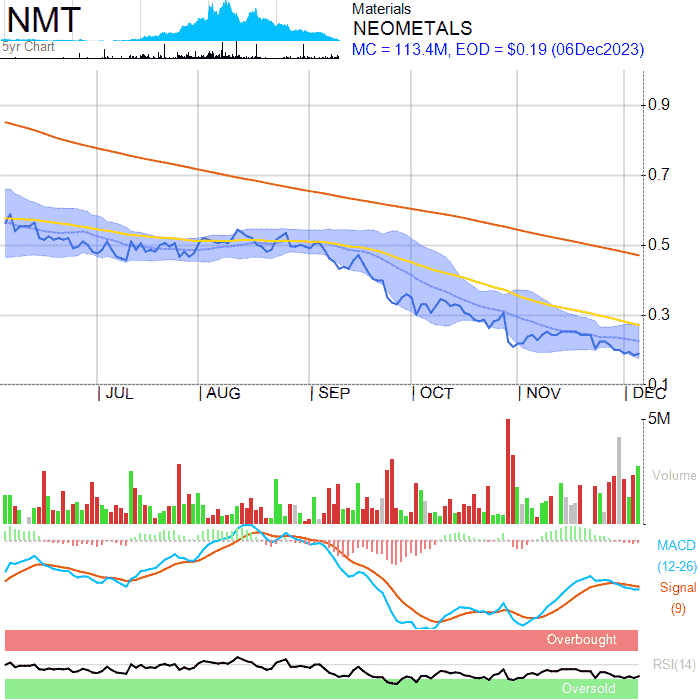 NMT
5yr Chart
Materials
NEOMETALS
MC = 113.4M, EOD = $0.19 (06Dec2023)
0.9
0.7
0.5
0.3
0.1
JUL
AUG
SEP
OCT
NOV
DEC
5M
Volume
MACD
(12-26)
Signal
(9)
Overbought
RSI(14)
Oversold